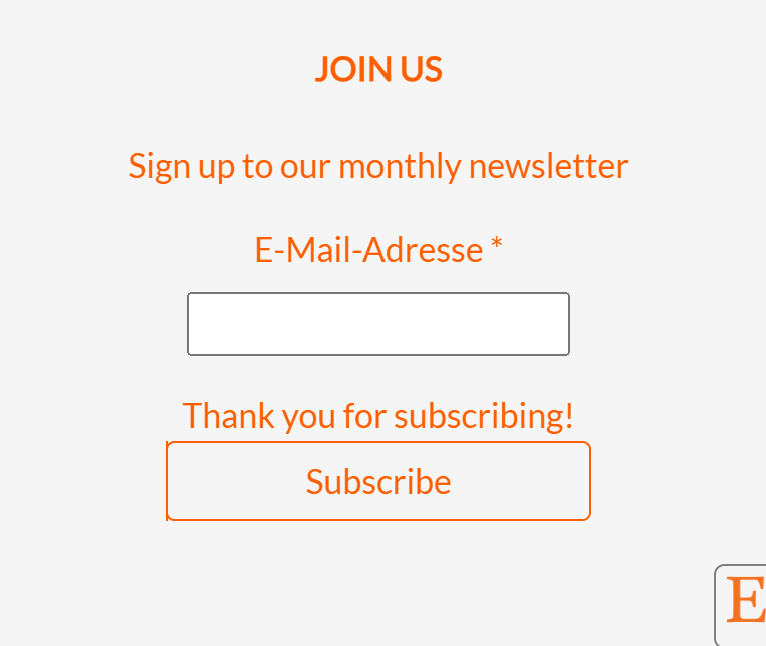 JOIN US
Sign up to our monthly newsletter
E-Mail-Adresse *
Thank you for subscribing!
Subscribe
E